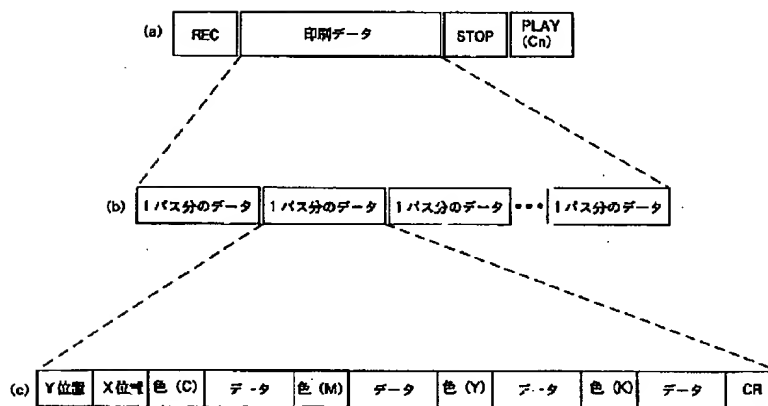 (a) REC 印刷データ STOP PLAY (Cn)
(b) 1パス分のデータ 1パス分のデータ 1パス分のデータ ••• 1パス分のデータ
(c) Y位置 X位置 色 (C) データ 色 (M) データ 色 (Y) データ 色 (K) データ CR